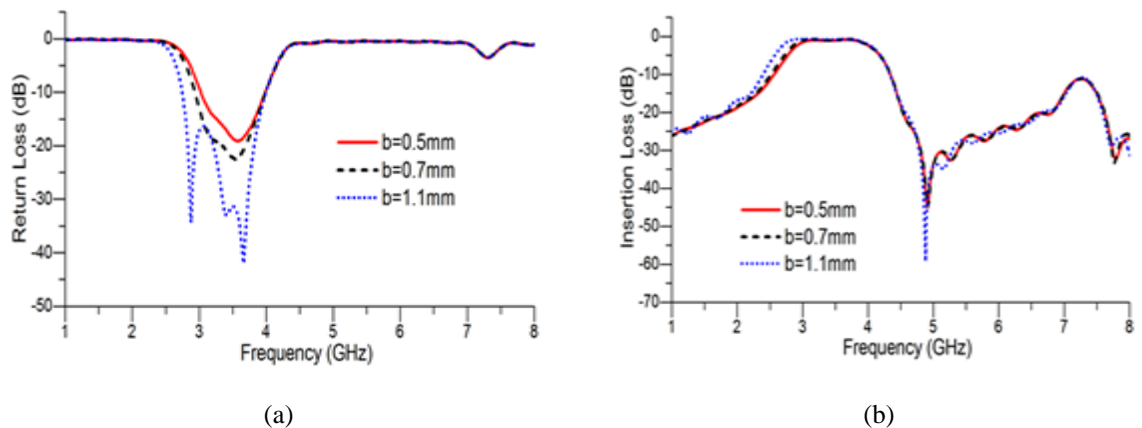 0
-10
-20
-30
-40
-50
Return Loss (dB)
b=0.5mm
b=0.7mm
b=1.1mm
1 2 3 4 5 6 7 8
Frequency (GHz)
(a)
0
-10
-20
-30
-40
-50
-60
-70
Insertion Loss (dB)
b=0.5mm
b=0.7mm
b=1.1mm
1 2 3 4 5 6 7 8
Frequency (GHz)
(b)